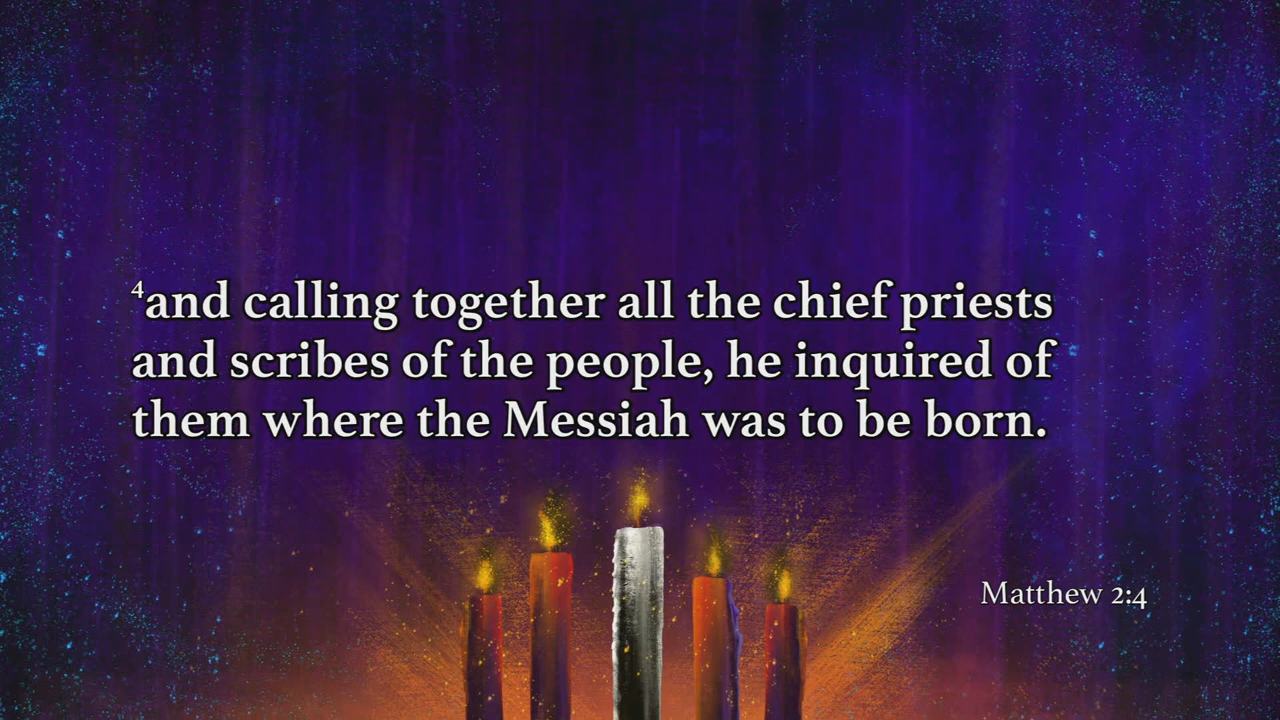 ⁴and calling together all the chief priests
and scribes of the people, he inquired of
them where the Messiah was to be born.
Matthew 2:4